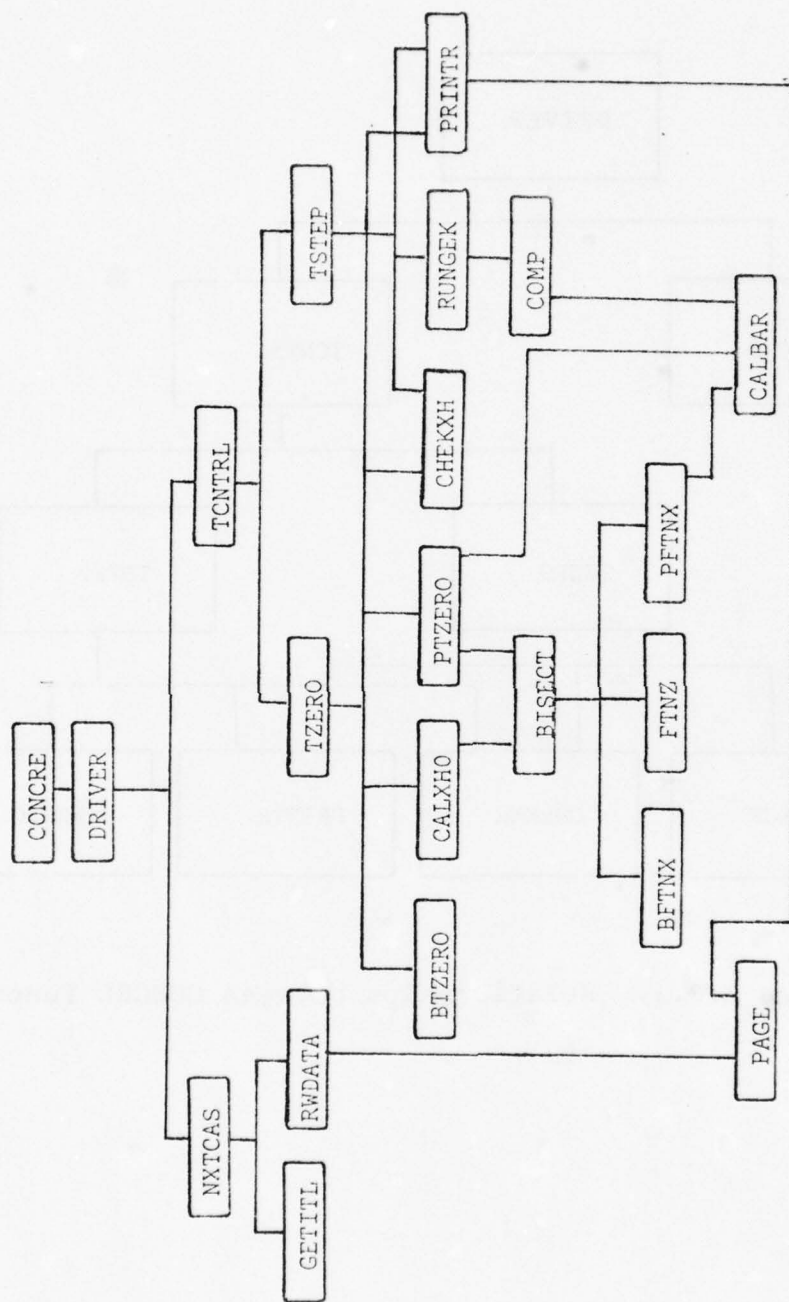 CONCRE
DRIVER
NXTCAS
TCNTRL
GETITL
RWDATA
TZERO
TSTEP
BTZERO
CALXHO
PTZERO
CHEKXH
RUNGEK
PRINTR
BISECT
COMP
BFTNX
FTNZ
PFTNX
PAGE
CALBAR